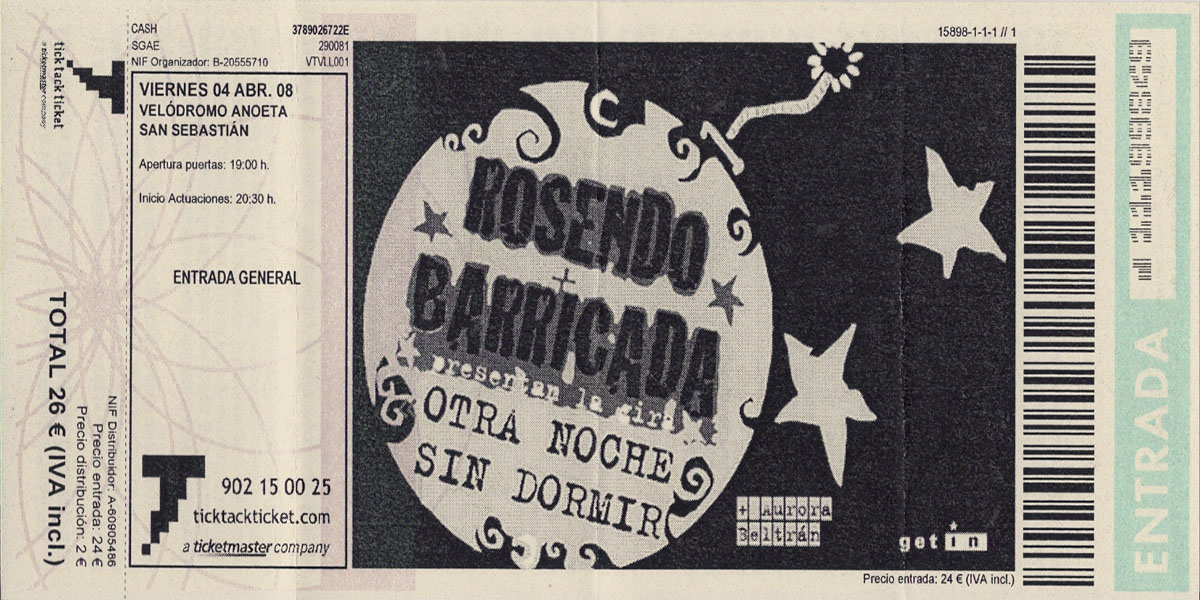 tick tack ticket
a ticketmaster company
TOTAL 26 € (IVA incl.)
NIF Distribuidor: A-60905486
Precio entrada: 24 €
Precio distribución: 2 €
CASH 3789026722E
SGAE 290081
NIF Organizador: B-20555710 VTVLL001
VIERNES 04 ABR. 08
VELÓDROMO ANOETA
SAN SEBASTIÁN
Apertura puertas: 19:00 h.
Inicio Actuaciones: 20:30 h.
ENTRADA GENERAL
902 15 00 25
ticktackticket.com
a ticketmaster company
15898-1-1-1 // 1
ROSENDO
BARRICADA
presentan la gira
OTRA NOCHE
SIN DORMIR
+ Aurora
Beltrán
get in
Precio entrada: 24 € (IVA incl.)
ENTRADA